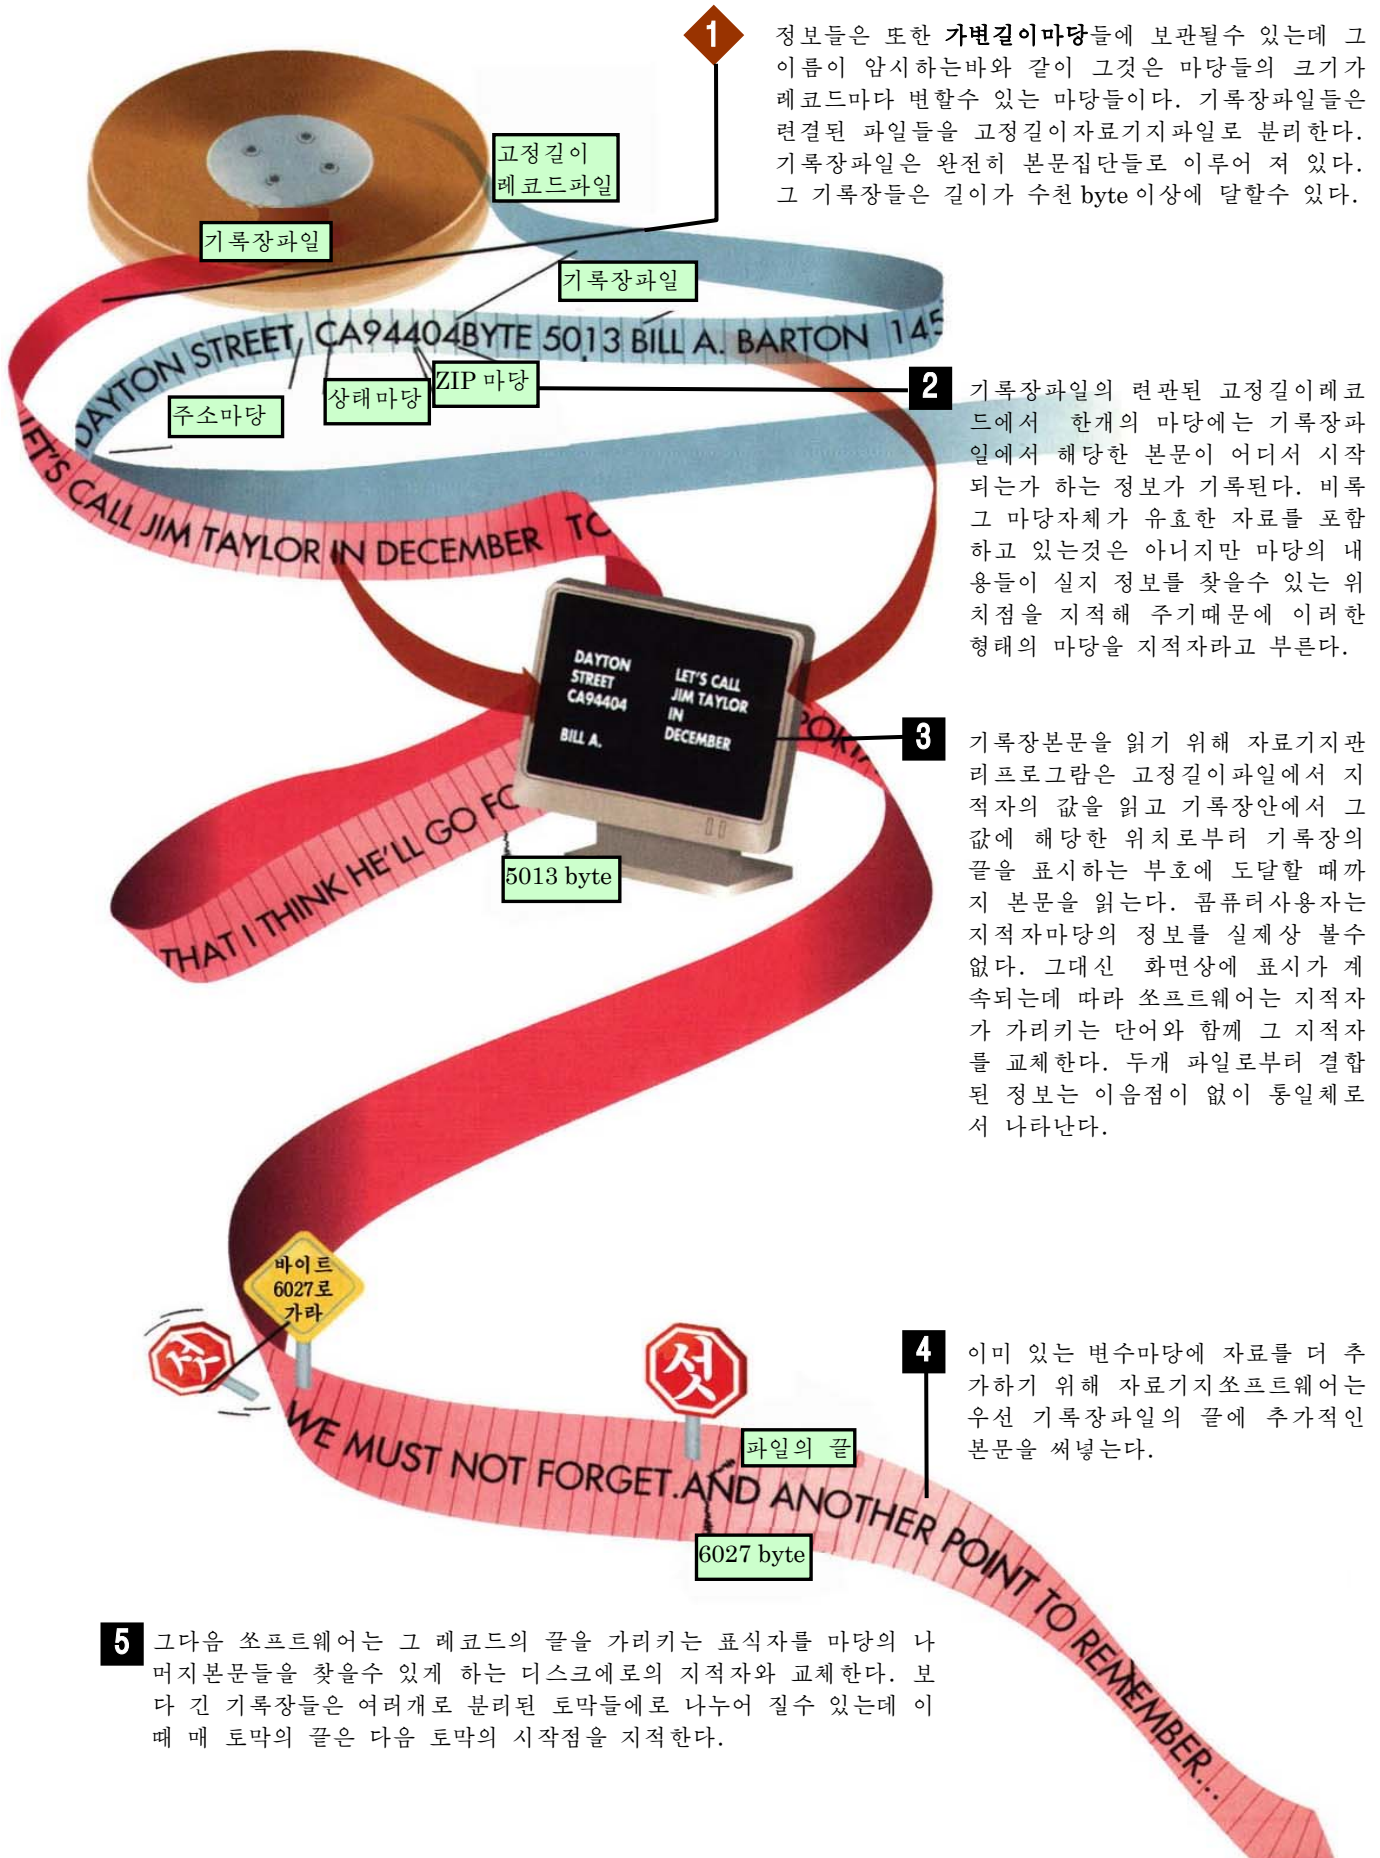 1
정보들은 또한 가변길이마당들에 보관될수 있는데 그
이름이 암시하는바와 같이 그것은 마당들의 크기가
레코드마다 변할수 있는 마당들이다. 기록장파일들은
련결된 파일들을 고정길이자료기지파일로 분리한다.
기록장파일은 완전히 본문집단들로 이루어 져 있다.
그 기록장들은 길이가 수천 byte 이상에 달할수 있다.
고정길이
레코드파일
기록장파일
기록장파일
DAYTON STREET, CA94404BYTE 5013 BILL A. BARTON 145
주소마당
상태마당
ZIP 마당
LET'S CALL JIM TAYLOR IN DECEMBER TO
2
기록장파일의 련관된 고정길이레코
드에서 한개의 마당에는 기록장파
일에서 해당한 본문이 어디서 시작
되는가 하는 정보가 기록된다. 비록
그 마당자체가 유효한 자료를 포함
하고 있는것은 아니지만 마당의 내
용들이 실지 정보를 찾을수 있는 위
치점을 지적해 주기때문에 이러한
형태의 마당을 지적자라고 부른다.
DAYTON
STREET
CA94404
BILL A.
LET'S CALL
JIM TAYLOR
IN
DECEMBER
THAT I THINK HE'LL GO FO
5013 byte
3
기록장본문을 읽기 위해 자료기지관
리프로그람은 고정길이파일에서 지
적자의 값을 읽고 기록장안에서 그
값에 해당한 위치로부터 기록장의
끝을 표시하는 부호에 도달할 때까
지 본문을 읽는다. 콤퓨터사용자는
지적자마당의 정보를 실제상 볼수
없다. 그대신 화면상에 표시가 계
속되는데 따라 쏘프트웨어는 지적자
가 가리키는 단어와 함께 그 지적자
를 교체한다. 두개 파일로부터 결합
된 정보는 이음점이 없이 통일체로
서 나타난다.
바이트
6027로
가라
섯
섯
WE MUST NOT FORGET. AND ANOTHER POINT TO REMEMBER...
파일의 끝
6027 byte
4
이미 있는 변수마당에 자료를 더 추
가하기 위해 자료기지쏘프트웨어는
우선 기록장파일의 끝에 추가적인
본문을 써넣는다.
5
그다음 쏘프트웨어는 그 레코드의 끝을 가리키는 표식자를 마당의 나
머지본문들을 찾을수 있게 하는 디스크에로의 지적자와 교체한다. 보
다 긴 기록장들은 여러개로 분리된 토막들에로 나누어 질수 있는데 이
때 매 토막의 끝은 다음 토막의 시작점을 지적한다.